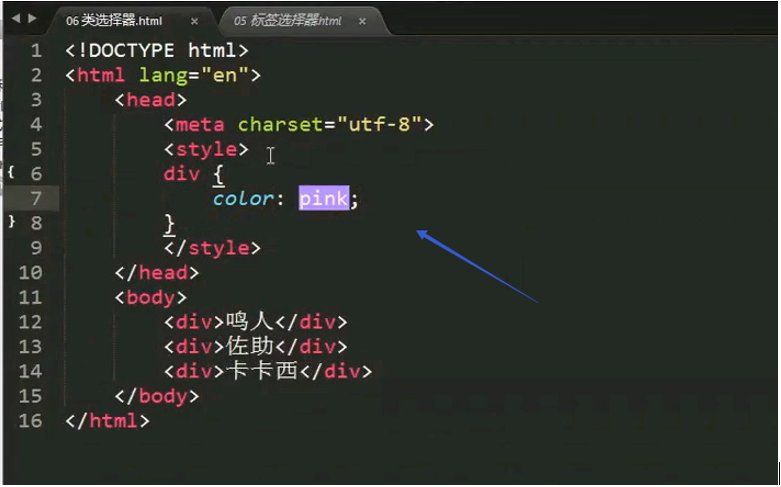 06 类选择器.html × 05 标签选择器html ×
1 <!DOCTYPE html>
2 <html lang="en">
3 <head>
4 <meta charset="utf-8">
5 <style>
{ 6 div {
7 color: pink;
} 8 }
9 </style>
10 </head>
11 <body>
12 <div>鸣人</div>
13 <div>佐助</div>
14 <div>卡卡西</div>
15 </body>
16 </html>